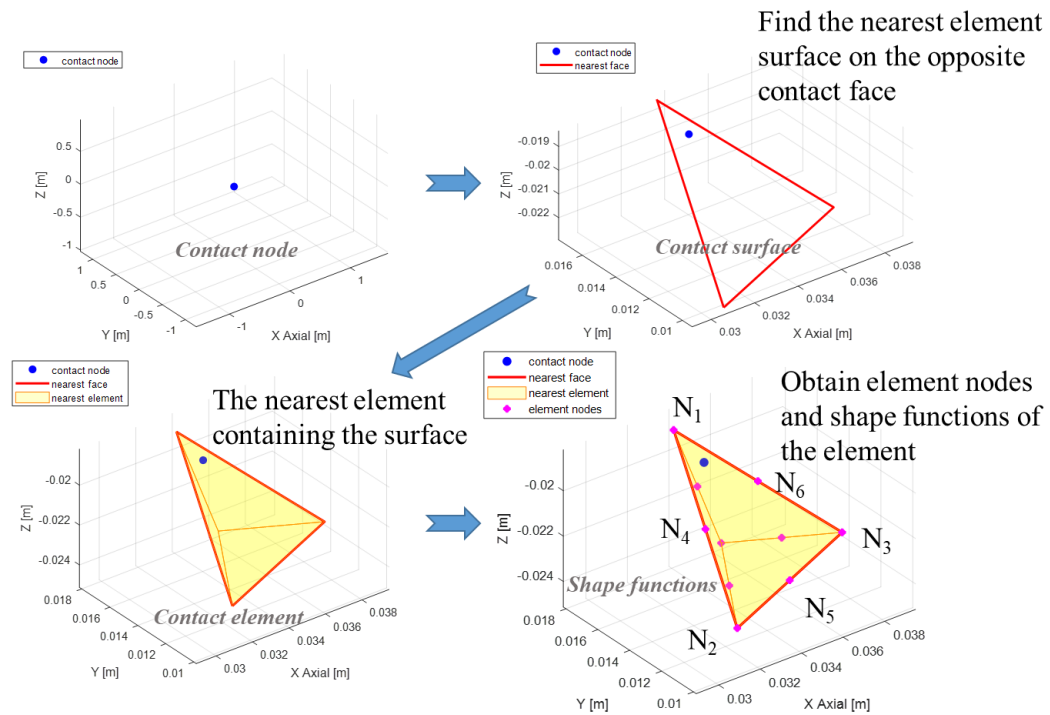 contact node
Z [m]
0.5
0
-0.5
-1
1
0.5
0
-0.5
-1
Y [m]
-1
0
1
X Axial [m]
Contact node
Find the nearest element
surface on the opposite
contact face
contact node
nearest face
Z [m]
-0.019
-0.02
-0.021
-0.022
0.016
0.014
0.012
0.01
Y [m]
0.03
0.032
0.034
0.036
0.038
X Axial [m]
Contact surface
contact node
nearest face
nearest element
The nearest element
containing the surface
Z [m]
-0.02
-0.022
-0.024
0.018
0.016
0.014
0.012
0.01
Y [m]
0.03
0.032
0.034
0.036
0.038
X Axial [m]
Contact element
contact node
nearest face
nearest element
element nodes
Obtain element nodes
and shape functions of
the element
N₁
N₆
N₄
N₃
N₅
N₂
Z [m]
-0.02
-0.022
-0.024
0.018
0.016
0.014
0.012
0.01
Y [m]
0.03
0.032
0.034
0.036
0.038
X Axial [m]
Shape functions